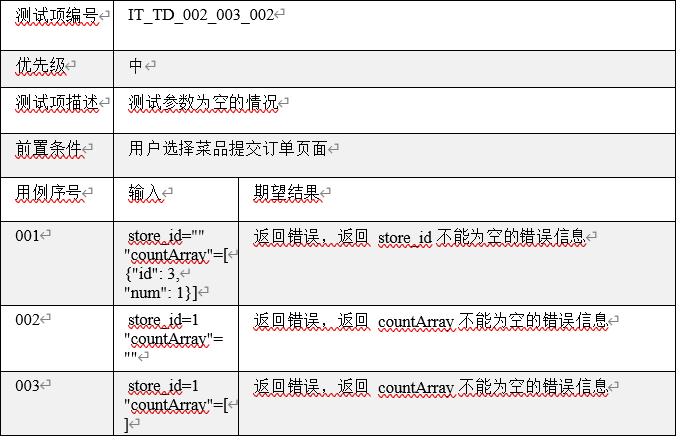 测试项编号 IT_TD_002_003_002
优先级 中
测试项描述 测试参数为空的情况
前置条件 用户选择菜品提交订单页面
用例序号 输入 期望结果
001 store_id="" 返回错误，返回 store_id 不能为空的错误信息
"countArray"=[
{"id": 3,
"num": 1}]
002 store_id=1 返回错误，返回 countArray 不能为空的错误信息
"countArray"=
""
003 store_id=1 返回错误，返回 countArray 不能为空的错误信息
"countArray"=[
]